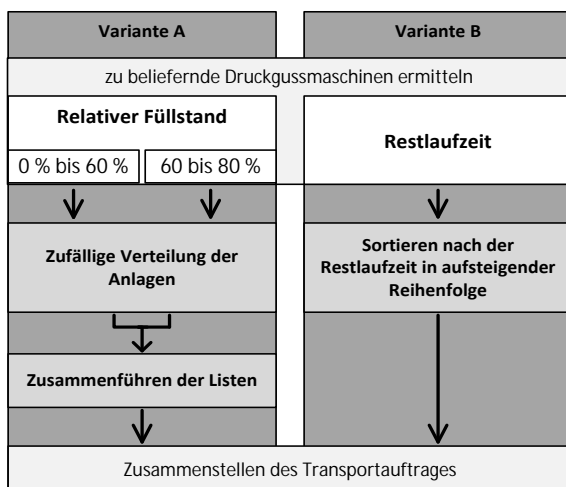 Variante A
Variante B
zu beliefernde Druckgussmaschinen ermitteln
Relativer Füllstand
0 % bis 60 %
60 bis 80 %
Restlaufzeit
Zufällige Verteilung der
Anlagen
Sortieren nach der
Restlaufzeit in aufsteigender
Reihenfolge
Zusammenführen der Listen
Zusammenstellen des Transportauftrages